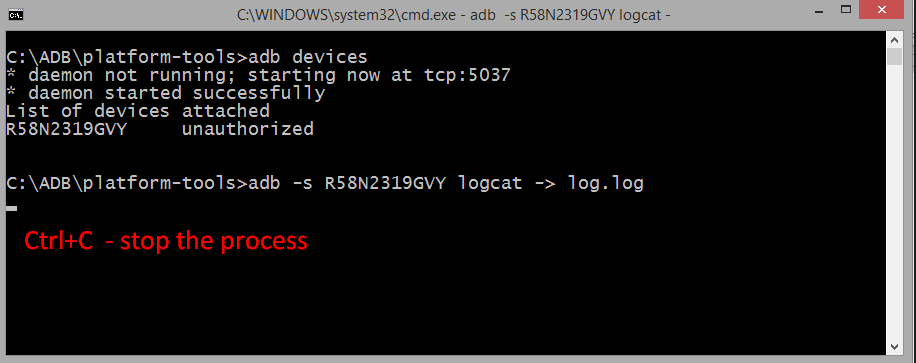 C:\WINDOWS\system32\cmd.exe - adb -s R58N2319GVY logcat -
C:\ADB\platform-tools>adb devices
* daemon not running; starting now at tcp:5037
* daemon started successfully
List of devices attached
R58N2319GVY     unauthorized
C:\ADB\platform-tools>adb -s R58N2319GVY logcat -> log.log
Ctrl+C - stop the process